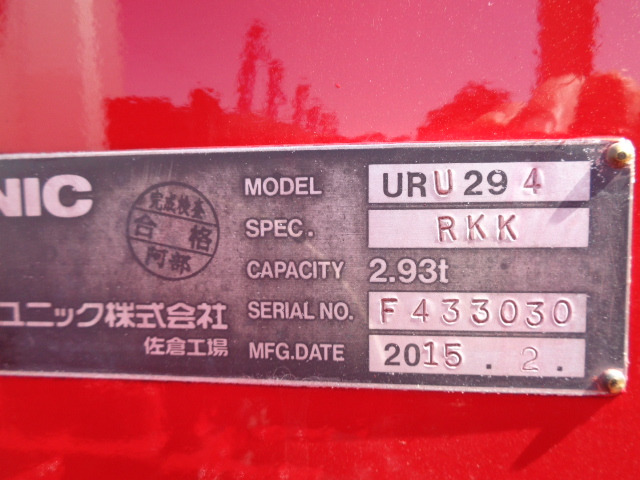 NIC
完成検査
合格
阿部
MODEL URU294
SPEC. RKK
CAPACITY 2.93t
SERIAL NO. F433030
ユニック株式会社
佐倉工場
MFG.DATE 2015.2.